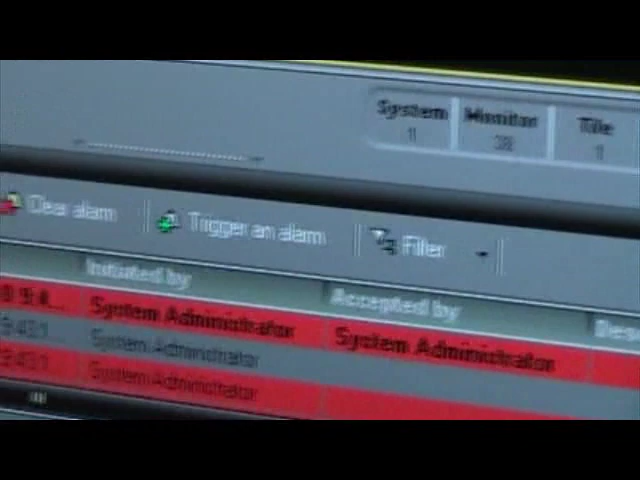 System Monitor Tile
1 38 1
Clear alarm Trigger an alarm Filter
Initiated by Accepted by
System Administrator System Administrator
System Administrator
System Administrator